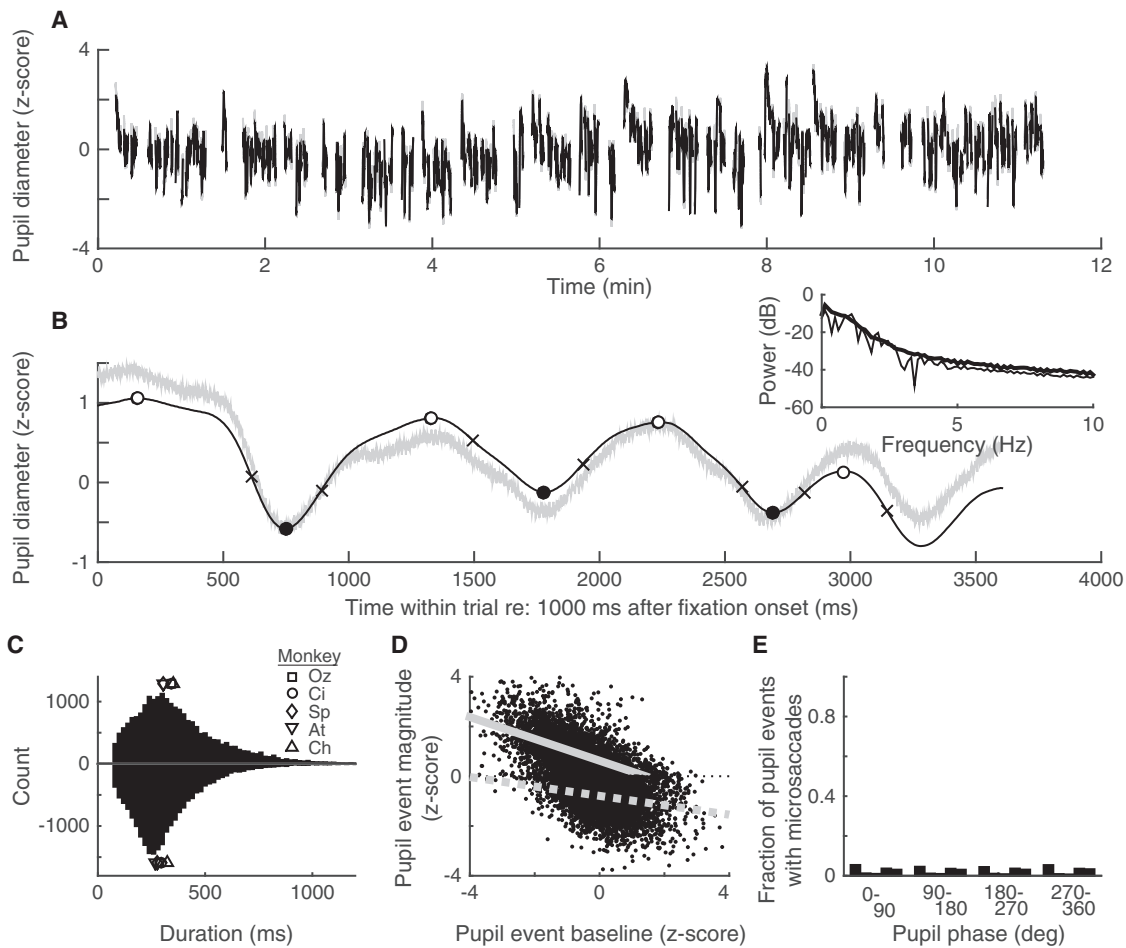 A
Pupil diameter (z-score)
4
0
-4
0 2 4 6 8 10 12
Time (min)
B
Pupil diameter (z-score)
1
0
-1
0 500 1000 1500 2000 2500 3000 3500 4000
Time within trial re: 1000 ms after fixation onset (ms)
Power (dB)
0
-20
-40
-60
0 5 10
Frequency (Hz)
C
Count
1000
0
-1000
0 500 1000
Duration (ms)
Monkey
Oz
Ci
Sp
At
Ch
D
Pupil event magnitude
(z-score)
4
0
-4
-4 0 4
Pupil event baseline (z-score)
E
Fraction of pupil events
with microsaccades
0.8
0.4
0
0-
90
90-
180
180-
270
270-
360
Pupil phase (deg)